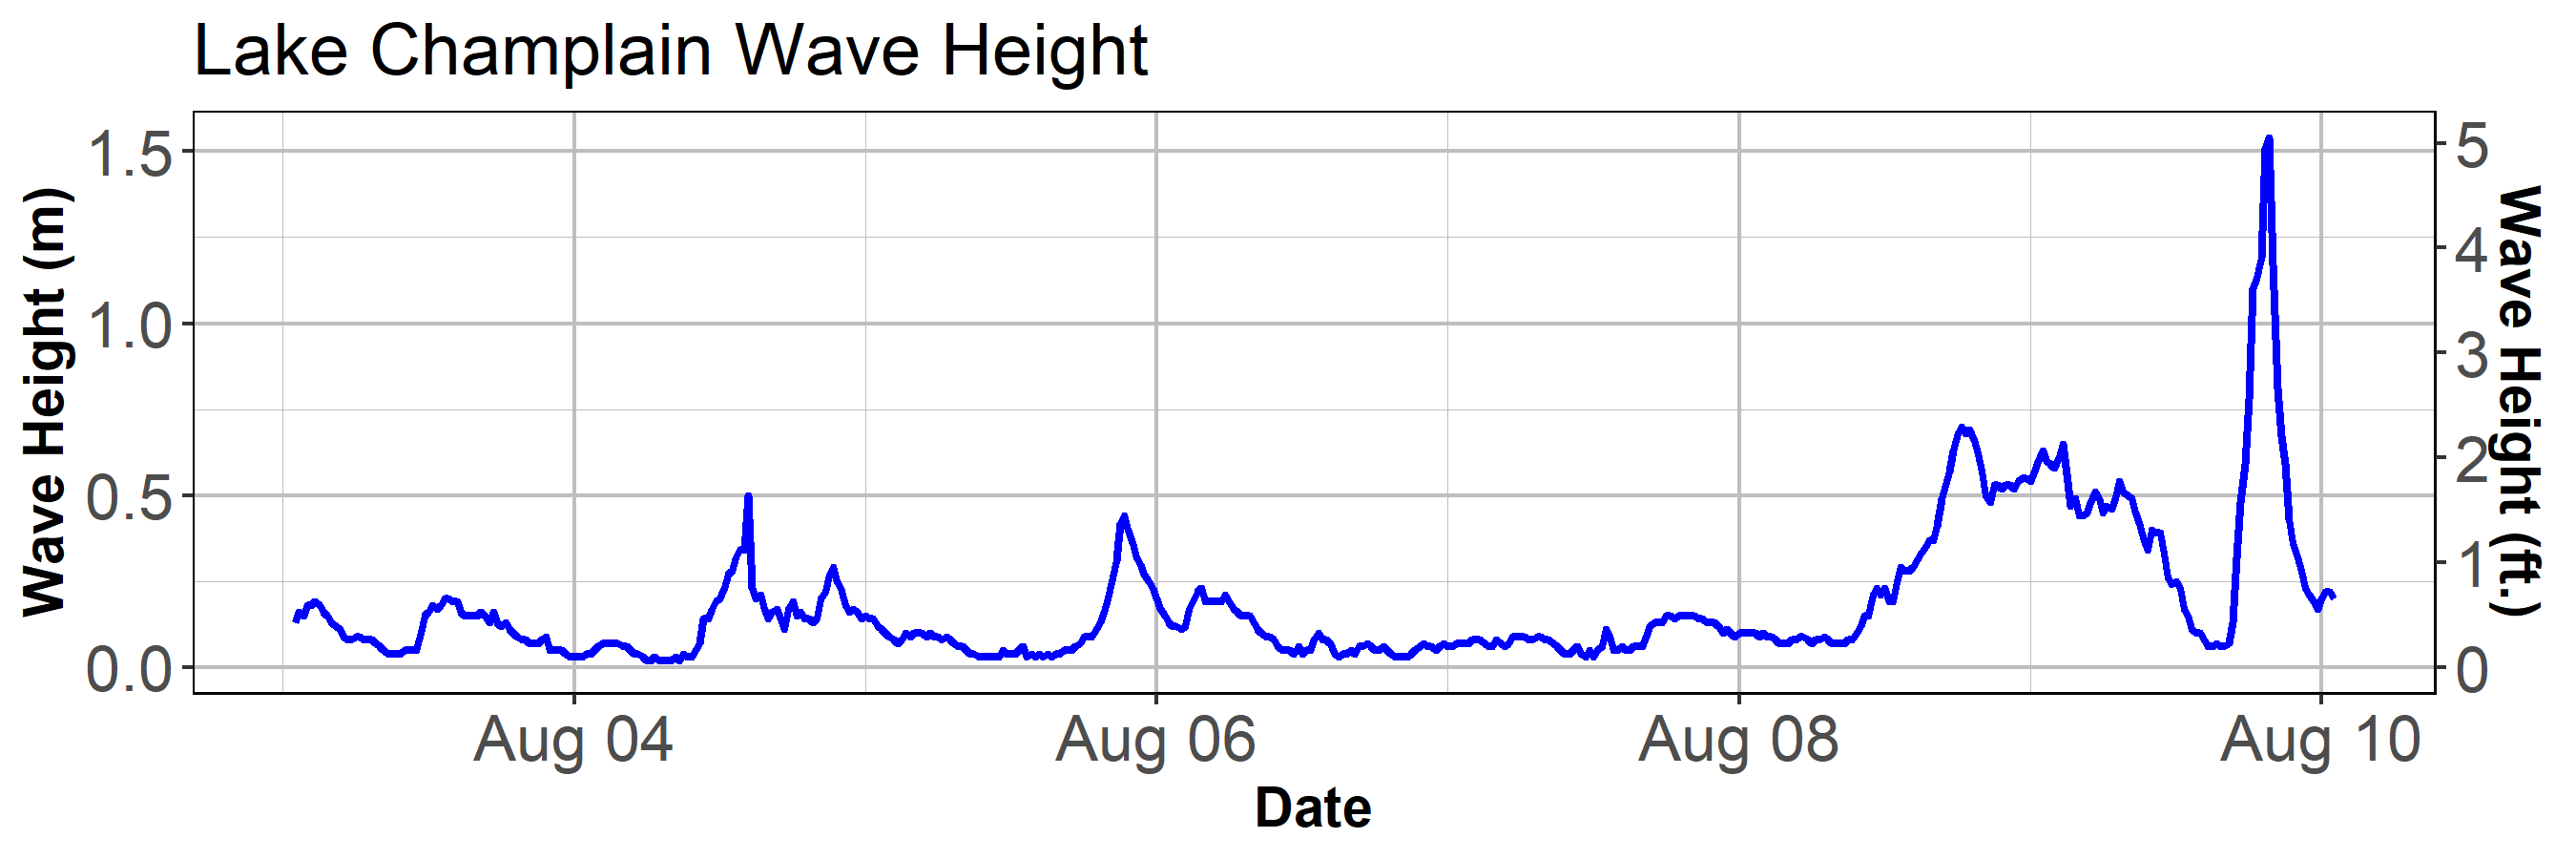 Lake Champlain Wave Height
Wave Height (m)
1.5
1.0
0.5
0.0
5
4
3
2
1
0
Wave Height (ft.)
Aug 04 Aug 06 Aug 08 Aug 10
Date